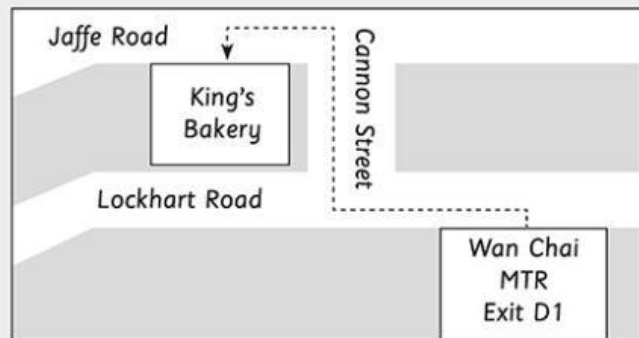 Jaffe Road
Cannon Street
King's
Bakery
Lockhart Road
Wan Chai
MTR
Exit D1